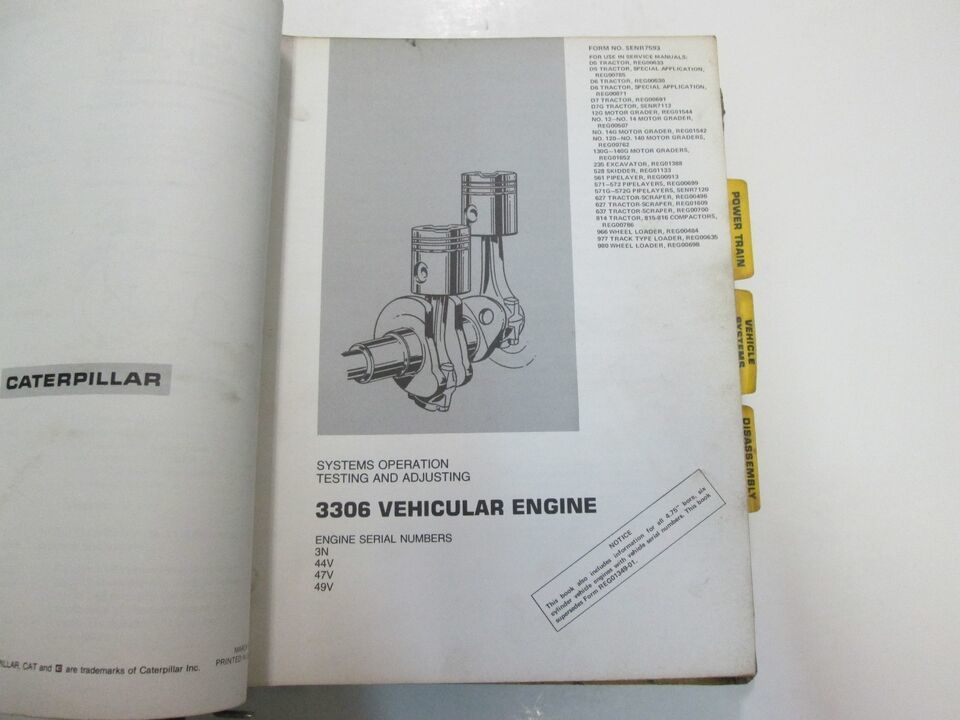 CATERPILLAR
PILLAR, CAT and C are trademarks of Caterpillar Inc.
PRINTED
FORM NO. SENR7593
FOR USE IN SERVICE MANUALS:
D5 TRACTOR, REG00633
D5 TRACTOR, SPECIAL APPLICATION,
REG00785
D6 TRACTOR, REG00636
D6 TRACTOR, SPECIAL APPLICATION,
REG00871
D7 TRACTOR, REG00691
D7G TRACTOR, SENR7112
12G MOTOR GRADER, REG01544
NO. 12–NO. 14 MOTOR GRADER,
REG00507
NO. 14G MOTOR GRADER, REG01542
NO. 120–NO. 140 MOTOR GRADERS,
REG00762
130G–140G MOTOR GRADERS,
REG01652
235 EXCAVATOR, REG01388
528 SKIDDER, REG01133
561 PIPELAYER, REG00913
571–572 PIPELAYERS, REG00699
571G–572G PIPELAYERS, SENR7120
627 TRACTOR-SCRAPER, REG00496
627 TRACTOR-SCRAPER, REG01609
637 TRACTOR-SCRAPER, REG00700
814 TRACTOR, 815-816 COMPACTORS,
REG00786
966 WHEEL LOADER, REG00484
977 TRACK TYPE LOADER, REG00635
980 WHEEL LOADER, REG00698
POWER TRAIN
VEHICLE
SYSTEMS
DISASSEMBLY
SYSTEMS OPERATION
TESTING AND ADJUSTING
3306 VEHICULAR ENGINE
ENGINE SERIAL NUMBERS
3N
44V
47V
49V
NOTICE
This book also includes information for all 4.75" bore, six
cylinder vehicle engines with vehicle serial numbers. This book
supersedes Form REG01349-01.